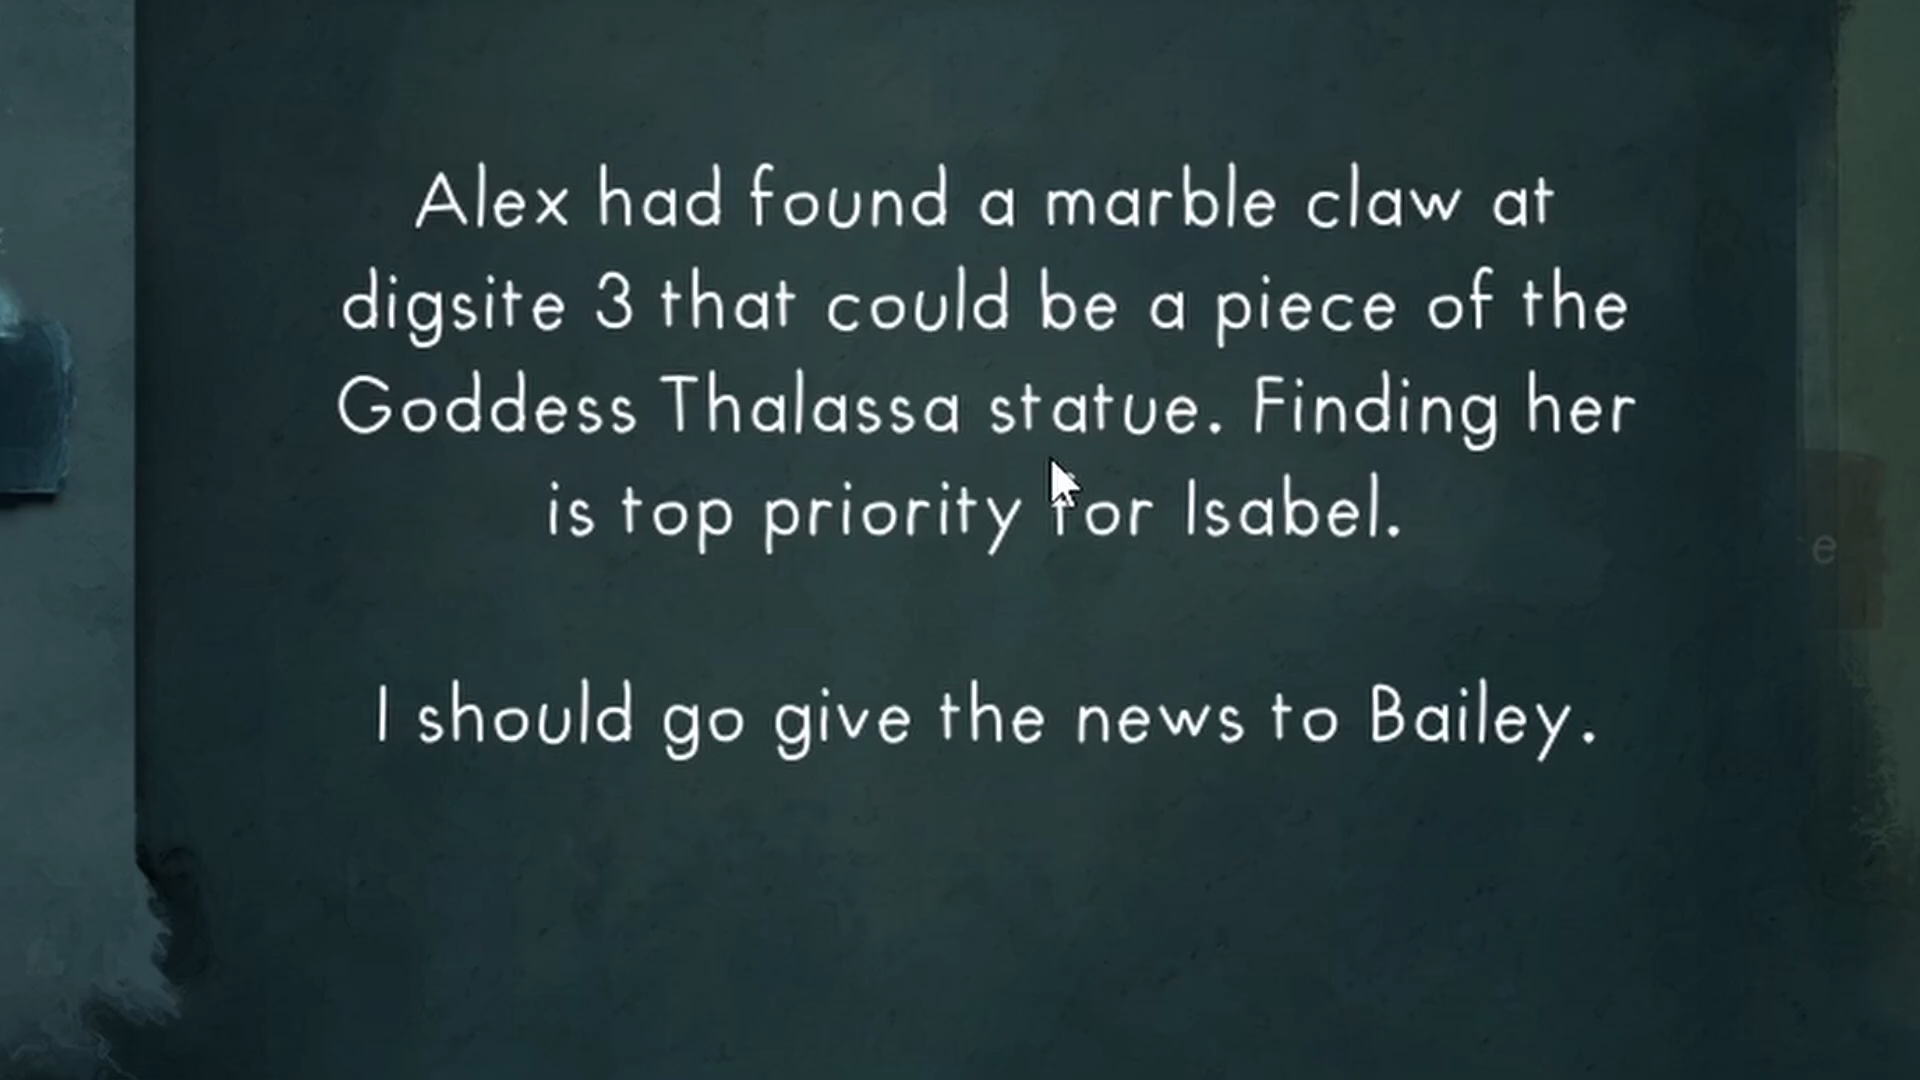 Alex had found a marble claw at
digsite 3 that could be a piece of the
Goddess Thalassa statue. Finding her
is top priority for Isabel.
I should go give the news to Bailey.
e